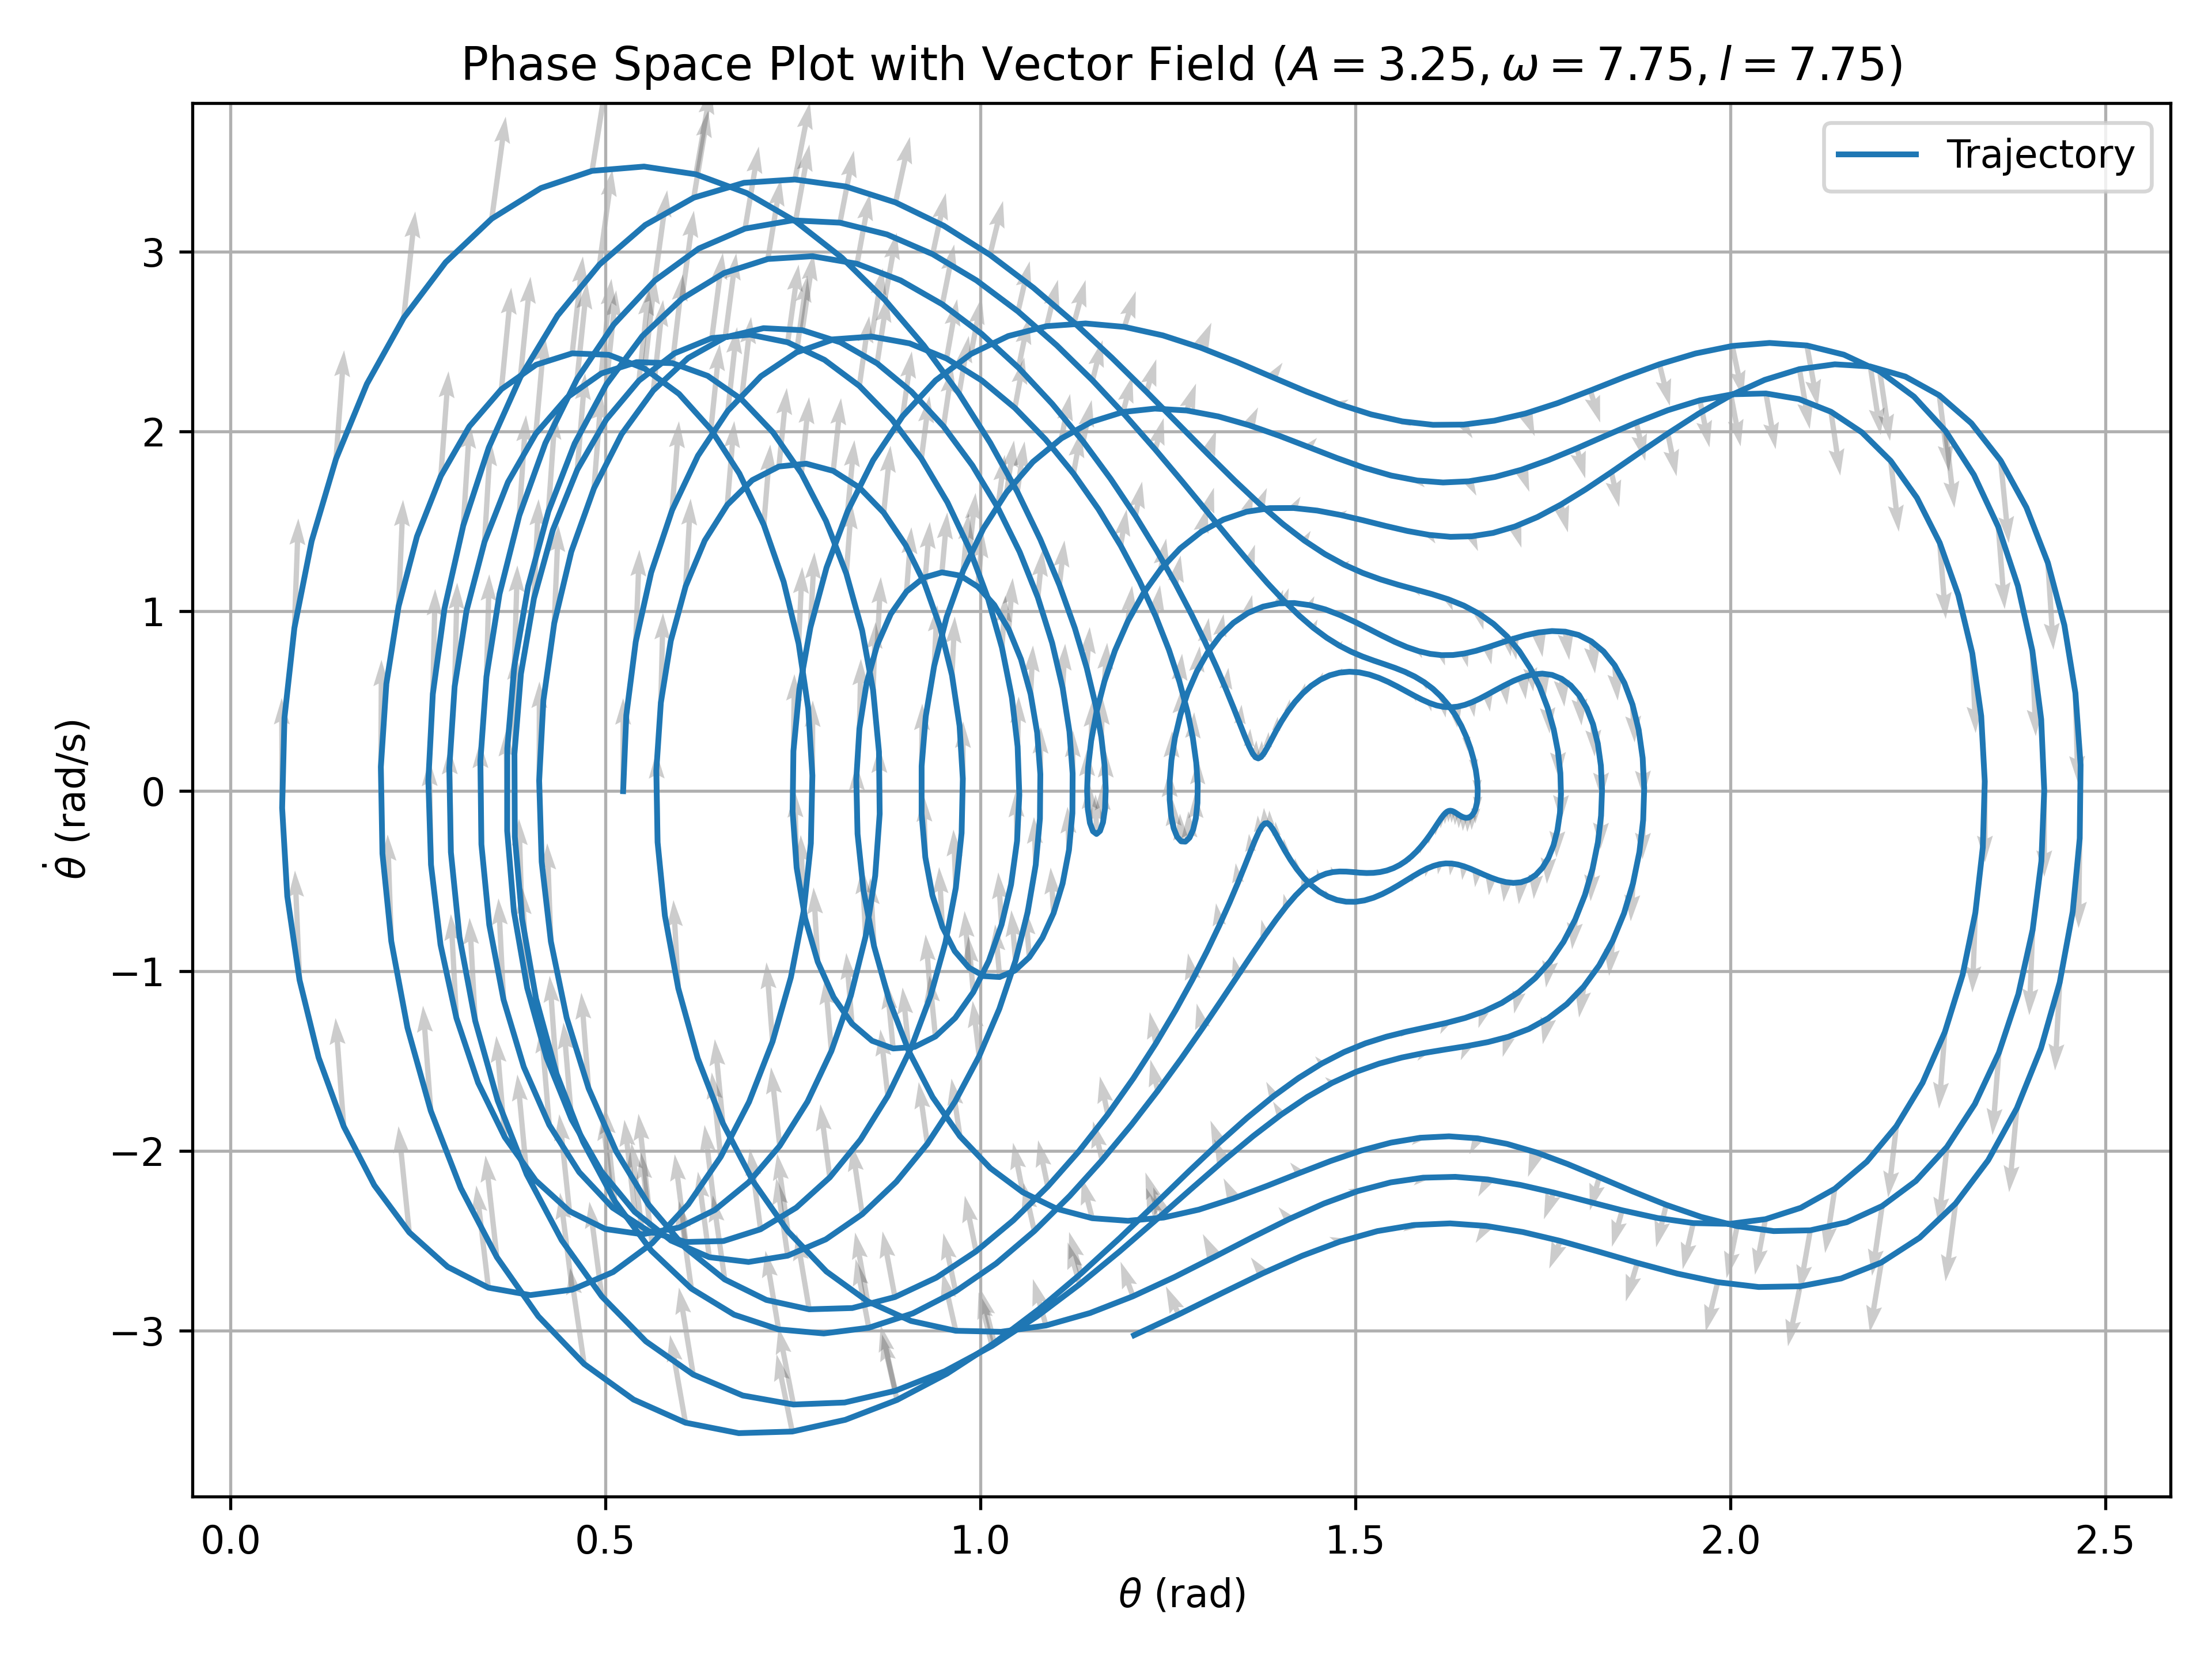 Phase Space Plot with Vector Field (A = 3.25, ω = 7.75, l = 7.75)
Trajectory
3
2
1
0
−1
−2
−3
θ̇ (rad/s)
0.0 0.5 1.0 1.5 2.0 2.5
θ (rad)